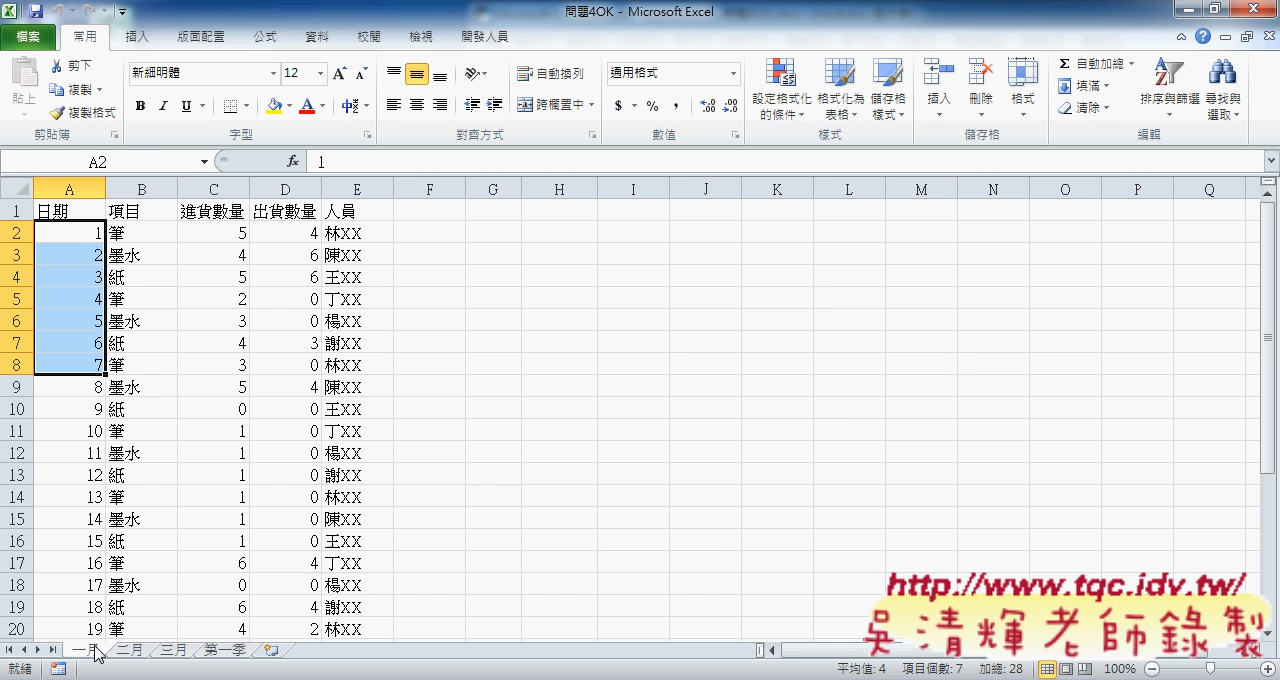 問題4OK - Microsoft Excel
檔案 常用 插入 版面配置 公式 資料 校閱 檢視 開發人員
貼上 剪下 複製 複製格式 剪貼簿
新細明體 12 B I U 字型
自動換列 跨欄置中 對齊方式
通用格式 $ % , 數值
設定格式化的條件 格式化為表格 儲存格樣式 樣式
插入 刪除 格式 儲存格
Σ 自動加總 填滿 清除 排序與篩選 尋找與選取 編輯
A2 fx 1
A B C D E F G H I J K L M N O P Q
1 日期 項目 進貨數量 出貨數量 人員
2 1 筆 5 4 林XX
3 2 墨水 4 6 陳XX
4 3 紙 5 6 王XX
5 4 筆 2 0 丁XX
6 5 墨水 3 0 楊XX
7 6 紙 4 3 謝XX
8 7 筆 3 0 林XX
9 8 墨水 5 4 陳XX
10 9 紙 0 0 王XX
11 10 筆 1 0 丁XX
12 11 墨水 1 0 楊XX
13 12 紙 1 0 謝XX
14 13 筆 1 0 林XX
15 14 墨水 1 0 陳XX
16 15 紙 1 0 王XX
17 16 筆 6 4 丁XX
18 17 墨水 0 0 楊XX
19 18 紙 6 4 謝XX
20 19 筆 4 2 林XX
http://www.tqc.idv.tw/
吳清輝老師錄製
一月 二月 三月 第一季
就緒 平均值: 4 項目個數: 7 加總: 28 100%